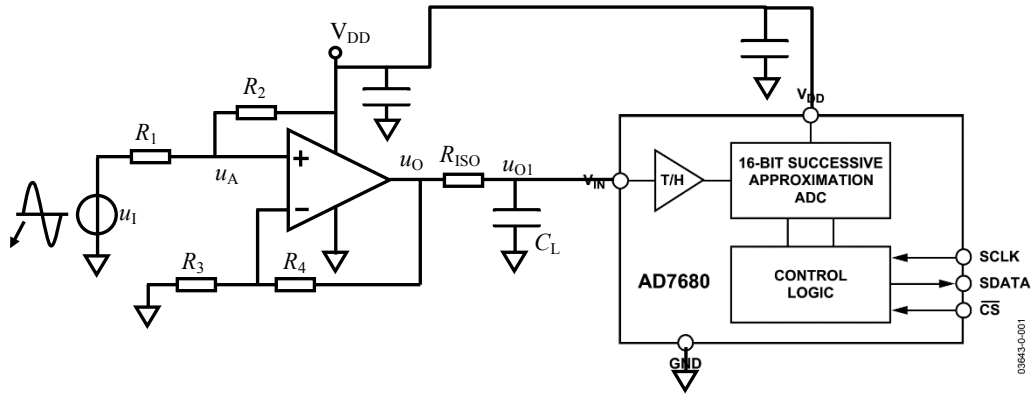 V_DD
R_2
R_1
u_A
u_I
+
−
u_O
R_ISO
u_O1
C_L
R_3
R_4
V_DD
V_IN
T/H
16-BIT SUCCESSIVE
APPROXIMATION
ADC
CONTROL
LOGIC
AD7680
SCLK
SDATA
CS
GND
03643-0-001